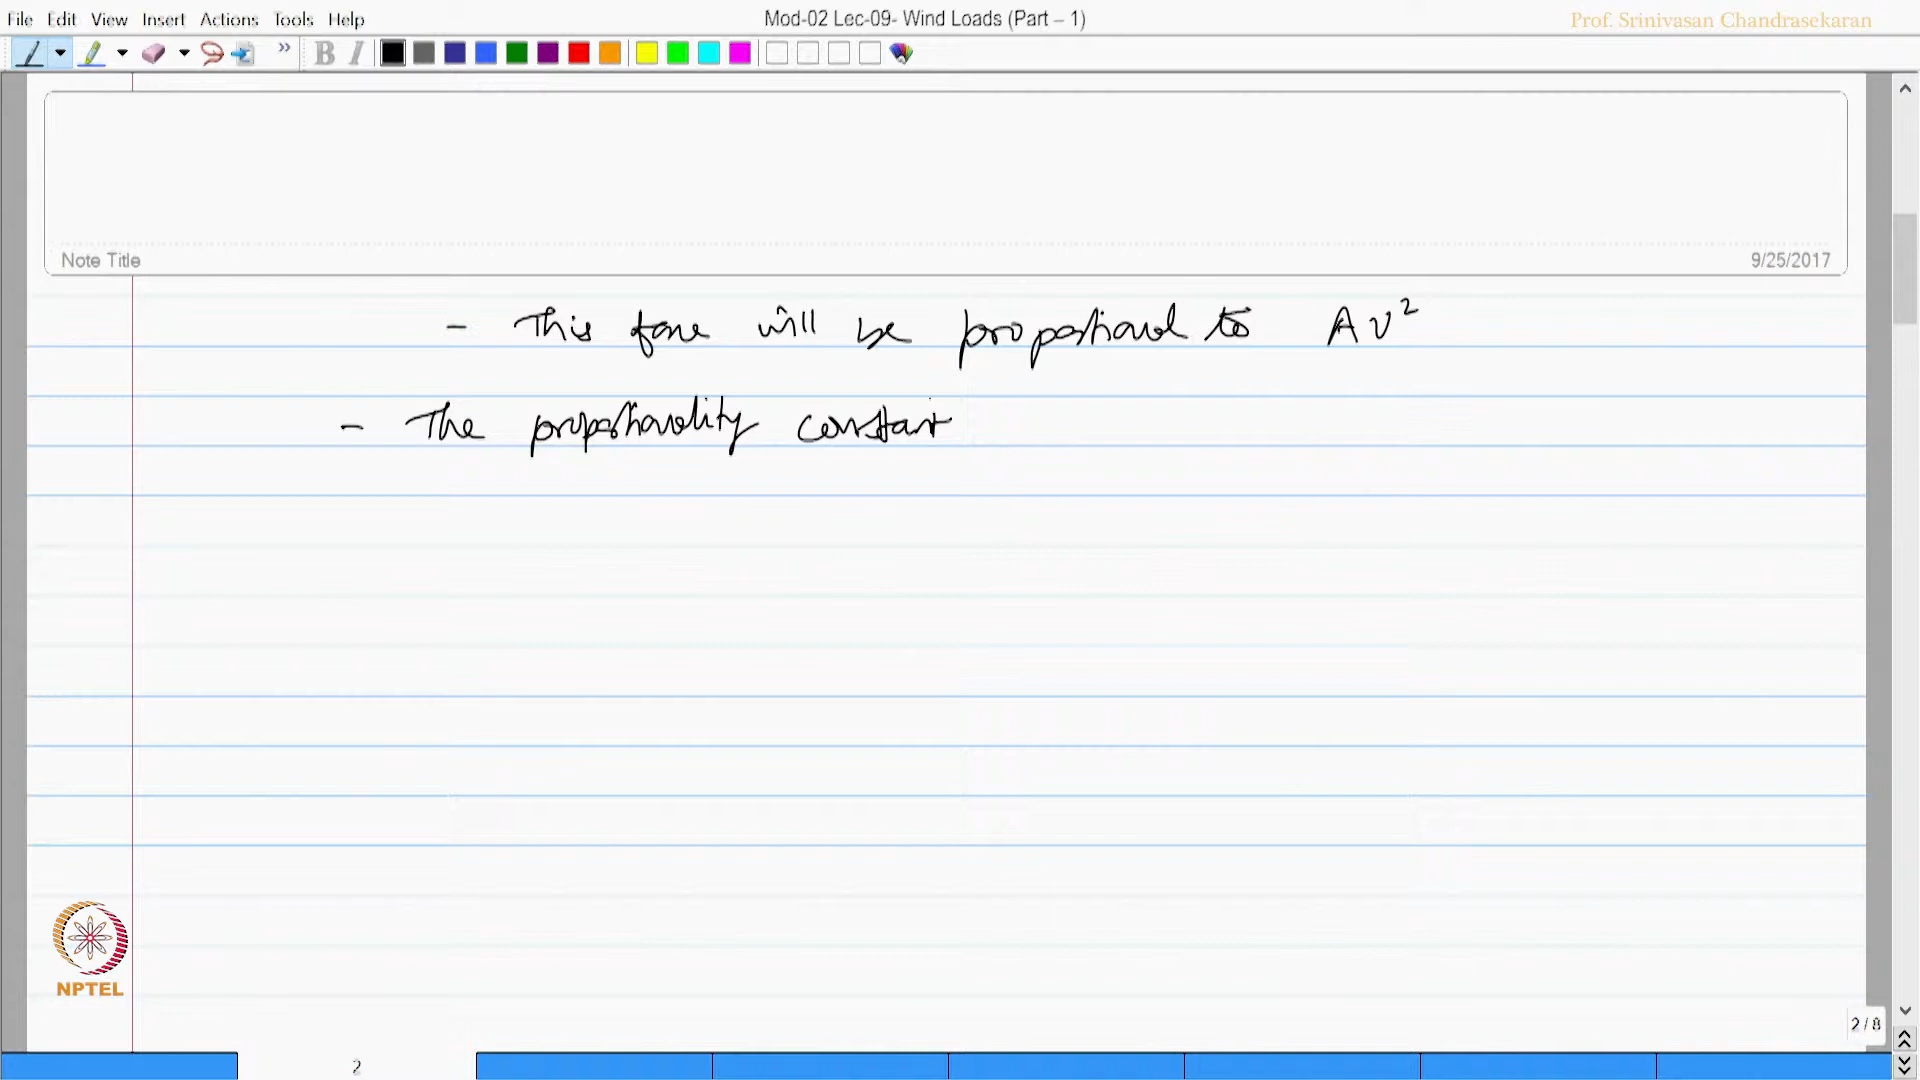 File Edit View Insert Actions Tools Help
Mod-02 Lec-09- Wind Loads (Part – 1)
Prof. Srinivasan Chandrasekaran
B I
Note Title
9/25/2017
- This force will be proportional to Av²
- The proportionality constant
NPTEL
2 / 8
2